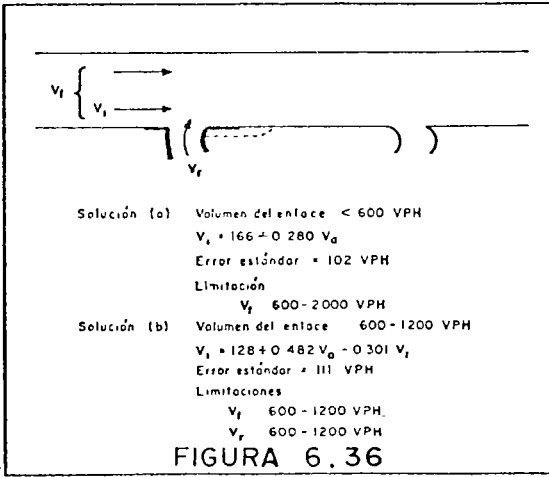 Vf
V1
Vr
Solución (a) Volumen del enlace < 600 VPH
V1 = 166 + 0 280 Va
Error estándar = 102 VPH
Limitación
Vf 600-2000 VPH
Solución (b) Volumen del enlace 600-1200 VPH
V1 = 128 + 0 482 Va - 0 301 Vr
Error estándar = 111 VPH
Limitaciones
Vf 600-1200 VPH.
Vr 600-1200 VPH
FIGURA 6.36